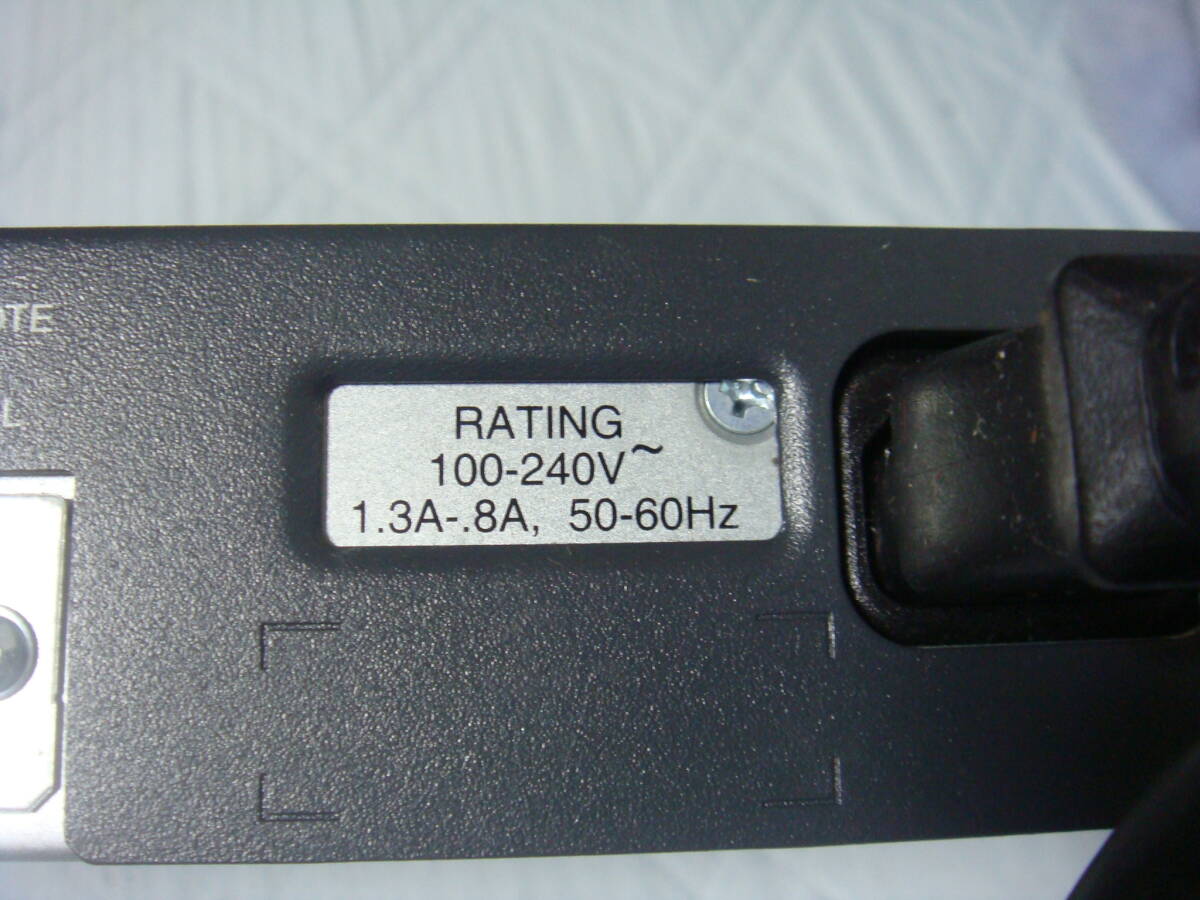 RATING
100-240V~
1.3A-.8A, 50-60Hz